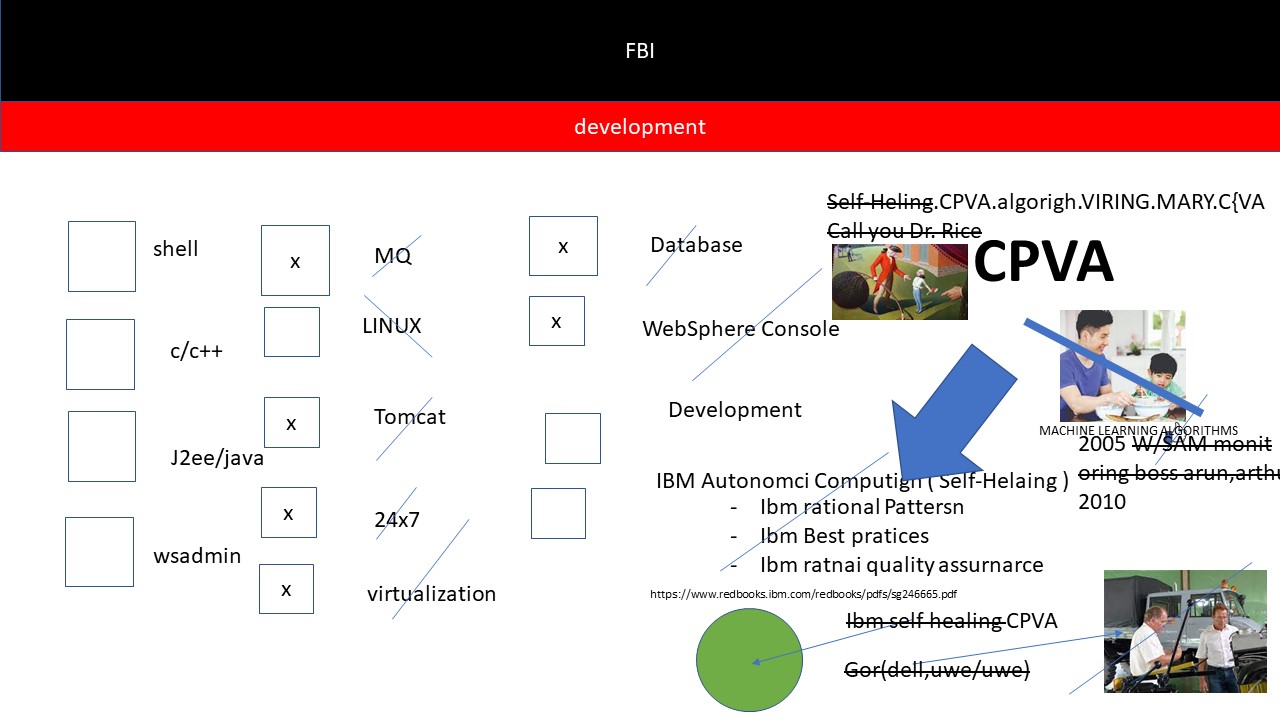 FBI
development
Self-Heling.CPVA.algorigh.VIRING.MARY.C{VA
Call you Dr. Rice
CPVA
shell
x
MQ
x
Database
c/c++
LINUX
x
WebSphere Console
J2ee/java
x
Tomcat
Development
MACHINE LEARNING ALGORITHMS
2005 W/SAM monit
oring boss arun,arthu
2010
IBM Autonomci Computign ( Self-Helaing )
- Ibm rational Pattersn
- Ibm Best pratices
- Ibm ratnai quality assurnarce
wsadmin
x
24x7
x
virtualization
https://www.redbooks.ibm.com/redbooks/pdfs/sg246665.pdf
Ibm self healing CPVA
Gor(dell,uwe/uwe)